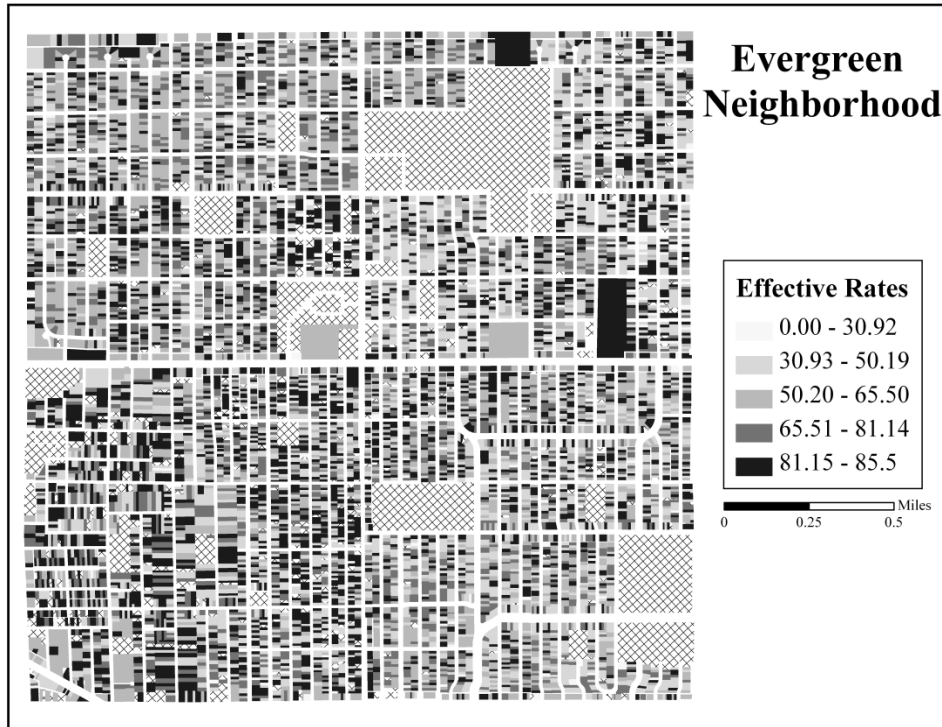 Evergreen
Neighborhood
Effective Rates
0.00 - 30.92
30.93 - 50.19
50.20 - 65.50
65.51 - 81.14
81.15 - 85.5
Miles
0 0.25 0.5